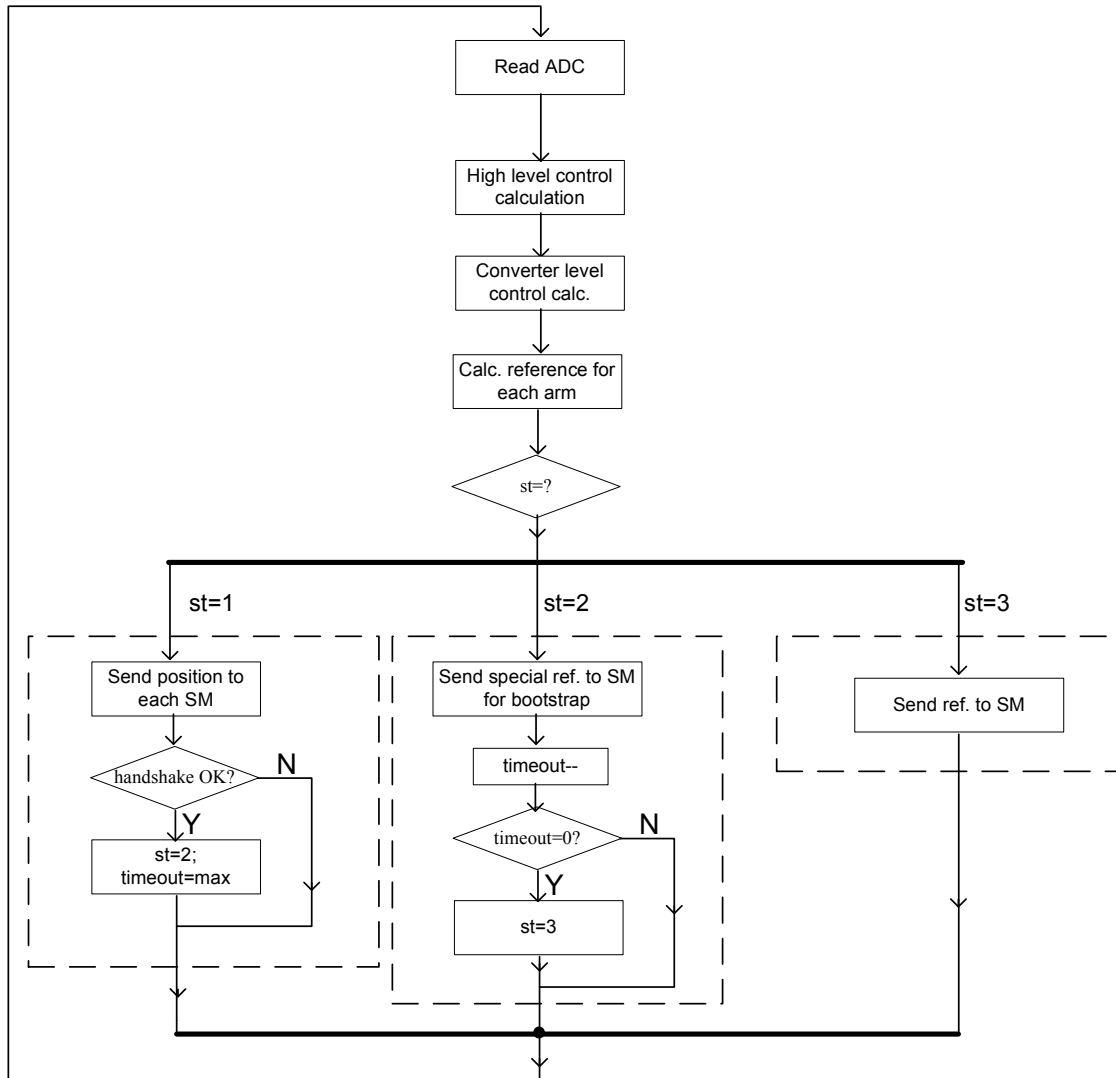 Read ADC
High level control
calculation
Converter level
control calc.
Calc. reference for
each arm
st=?
st=1
st=2
st=3
Send position to
each SM
handshake OK?
N
Y
st=2;
timeout=max
Send special ref. to SM
for bootstrap
timeout--
timeout=0?
N
Y
st=3
Send ref. to SM